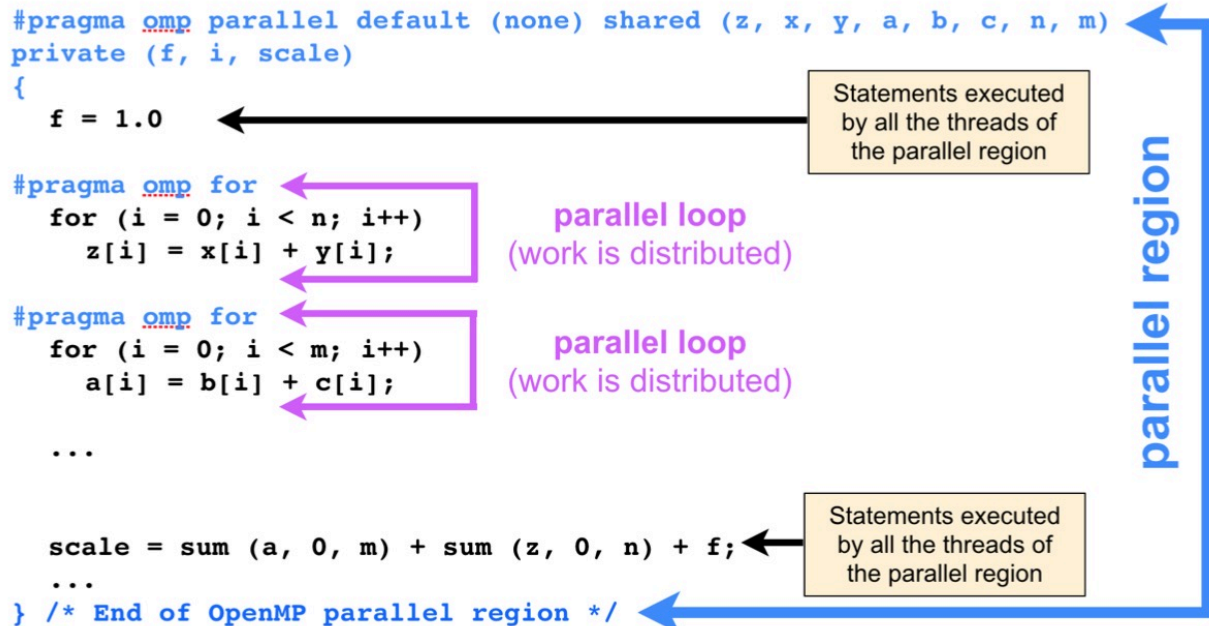 #pragma omp parallel default (none) shared (z, x, y, a, b, c, n, m)
private (f, i, scale)
{
f = 1.0
Statements executed
by all the threads of
the parallel region
#pragma omp for
for (i = 0; i < n; i++)
z[i] = x[i] + y[i];
parallel loop
(work is distributed)
#pragma omp for
for (i = 0; i < m; i++)
a[i] = b[i] + c[i];
parallel loop
(work is distributed)
...
scale = sum (a, 0, m) + sum (z, 0, n) + f;
Statements executed
by all the threads of
the parallel region
...
} /* End of OpenMP parallel region */
parallel region